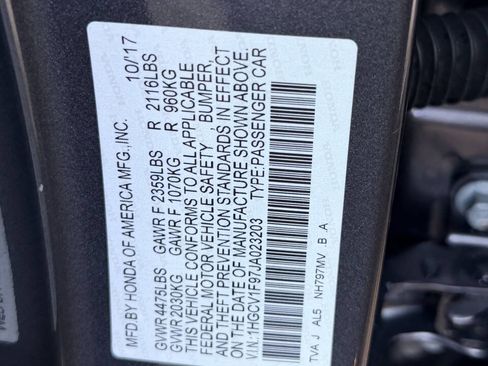 MFD. BY HONDA OF AMERICA MFG.,INC. 10/17
GVWR 4475LBS GAWR F 2359LBS R 2116LBS
GVWR 2030KG GAWR F 1070KG R 960KG
THIS VEHICLE CONFORMS TO ALL APPLICABLE
FEDERAL MOTOR VEHICLE SAFETY , BUMPER,
AND THEFT PREVENTION STANDARDS IN EFFECT
ON THE DATE OF MANUFACTURE SHOWN ABOVE.
V.I.N. :1HGCV1F97JA023203 TYPE:PASSENGER CAR
TVA J AL5 NH797MV .B .A